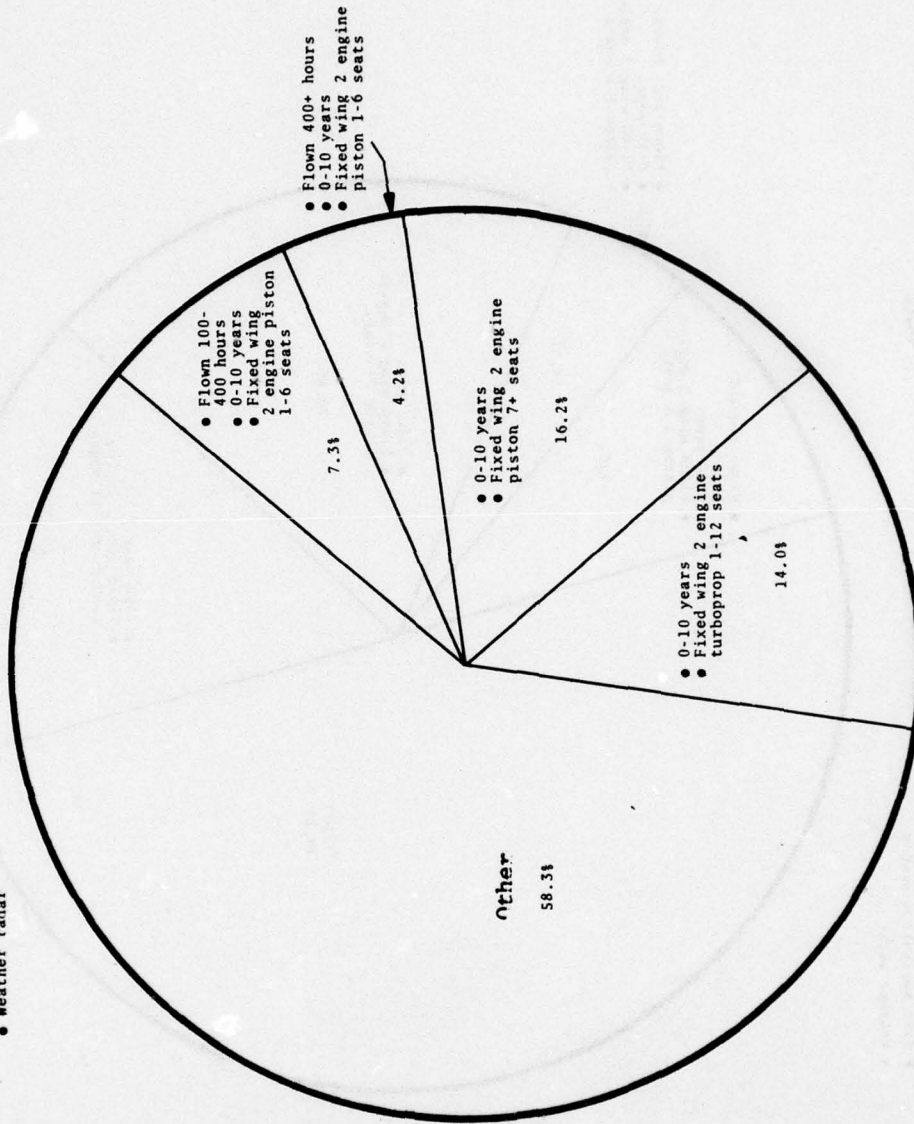 • Weather radar
• Flown 400+ hours
• 0-10 years
• Fixed wing 2 engine
piston 1-6 seats
• Flown 100-
400 hours
• 0-10 years
• Fixed wing
2 engine piston
1-6 seats
7.3%
4.2%
• 0-10 years
• Fixed wing 2 engine
piston 7+ seats
16.2%
• 0-10 years
• Fixed wing 2 engine
turboprop 1-12 seats
14.0%
Other
58.3%